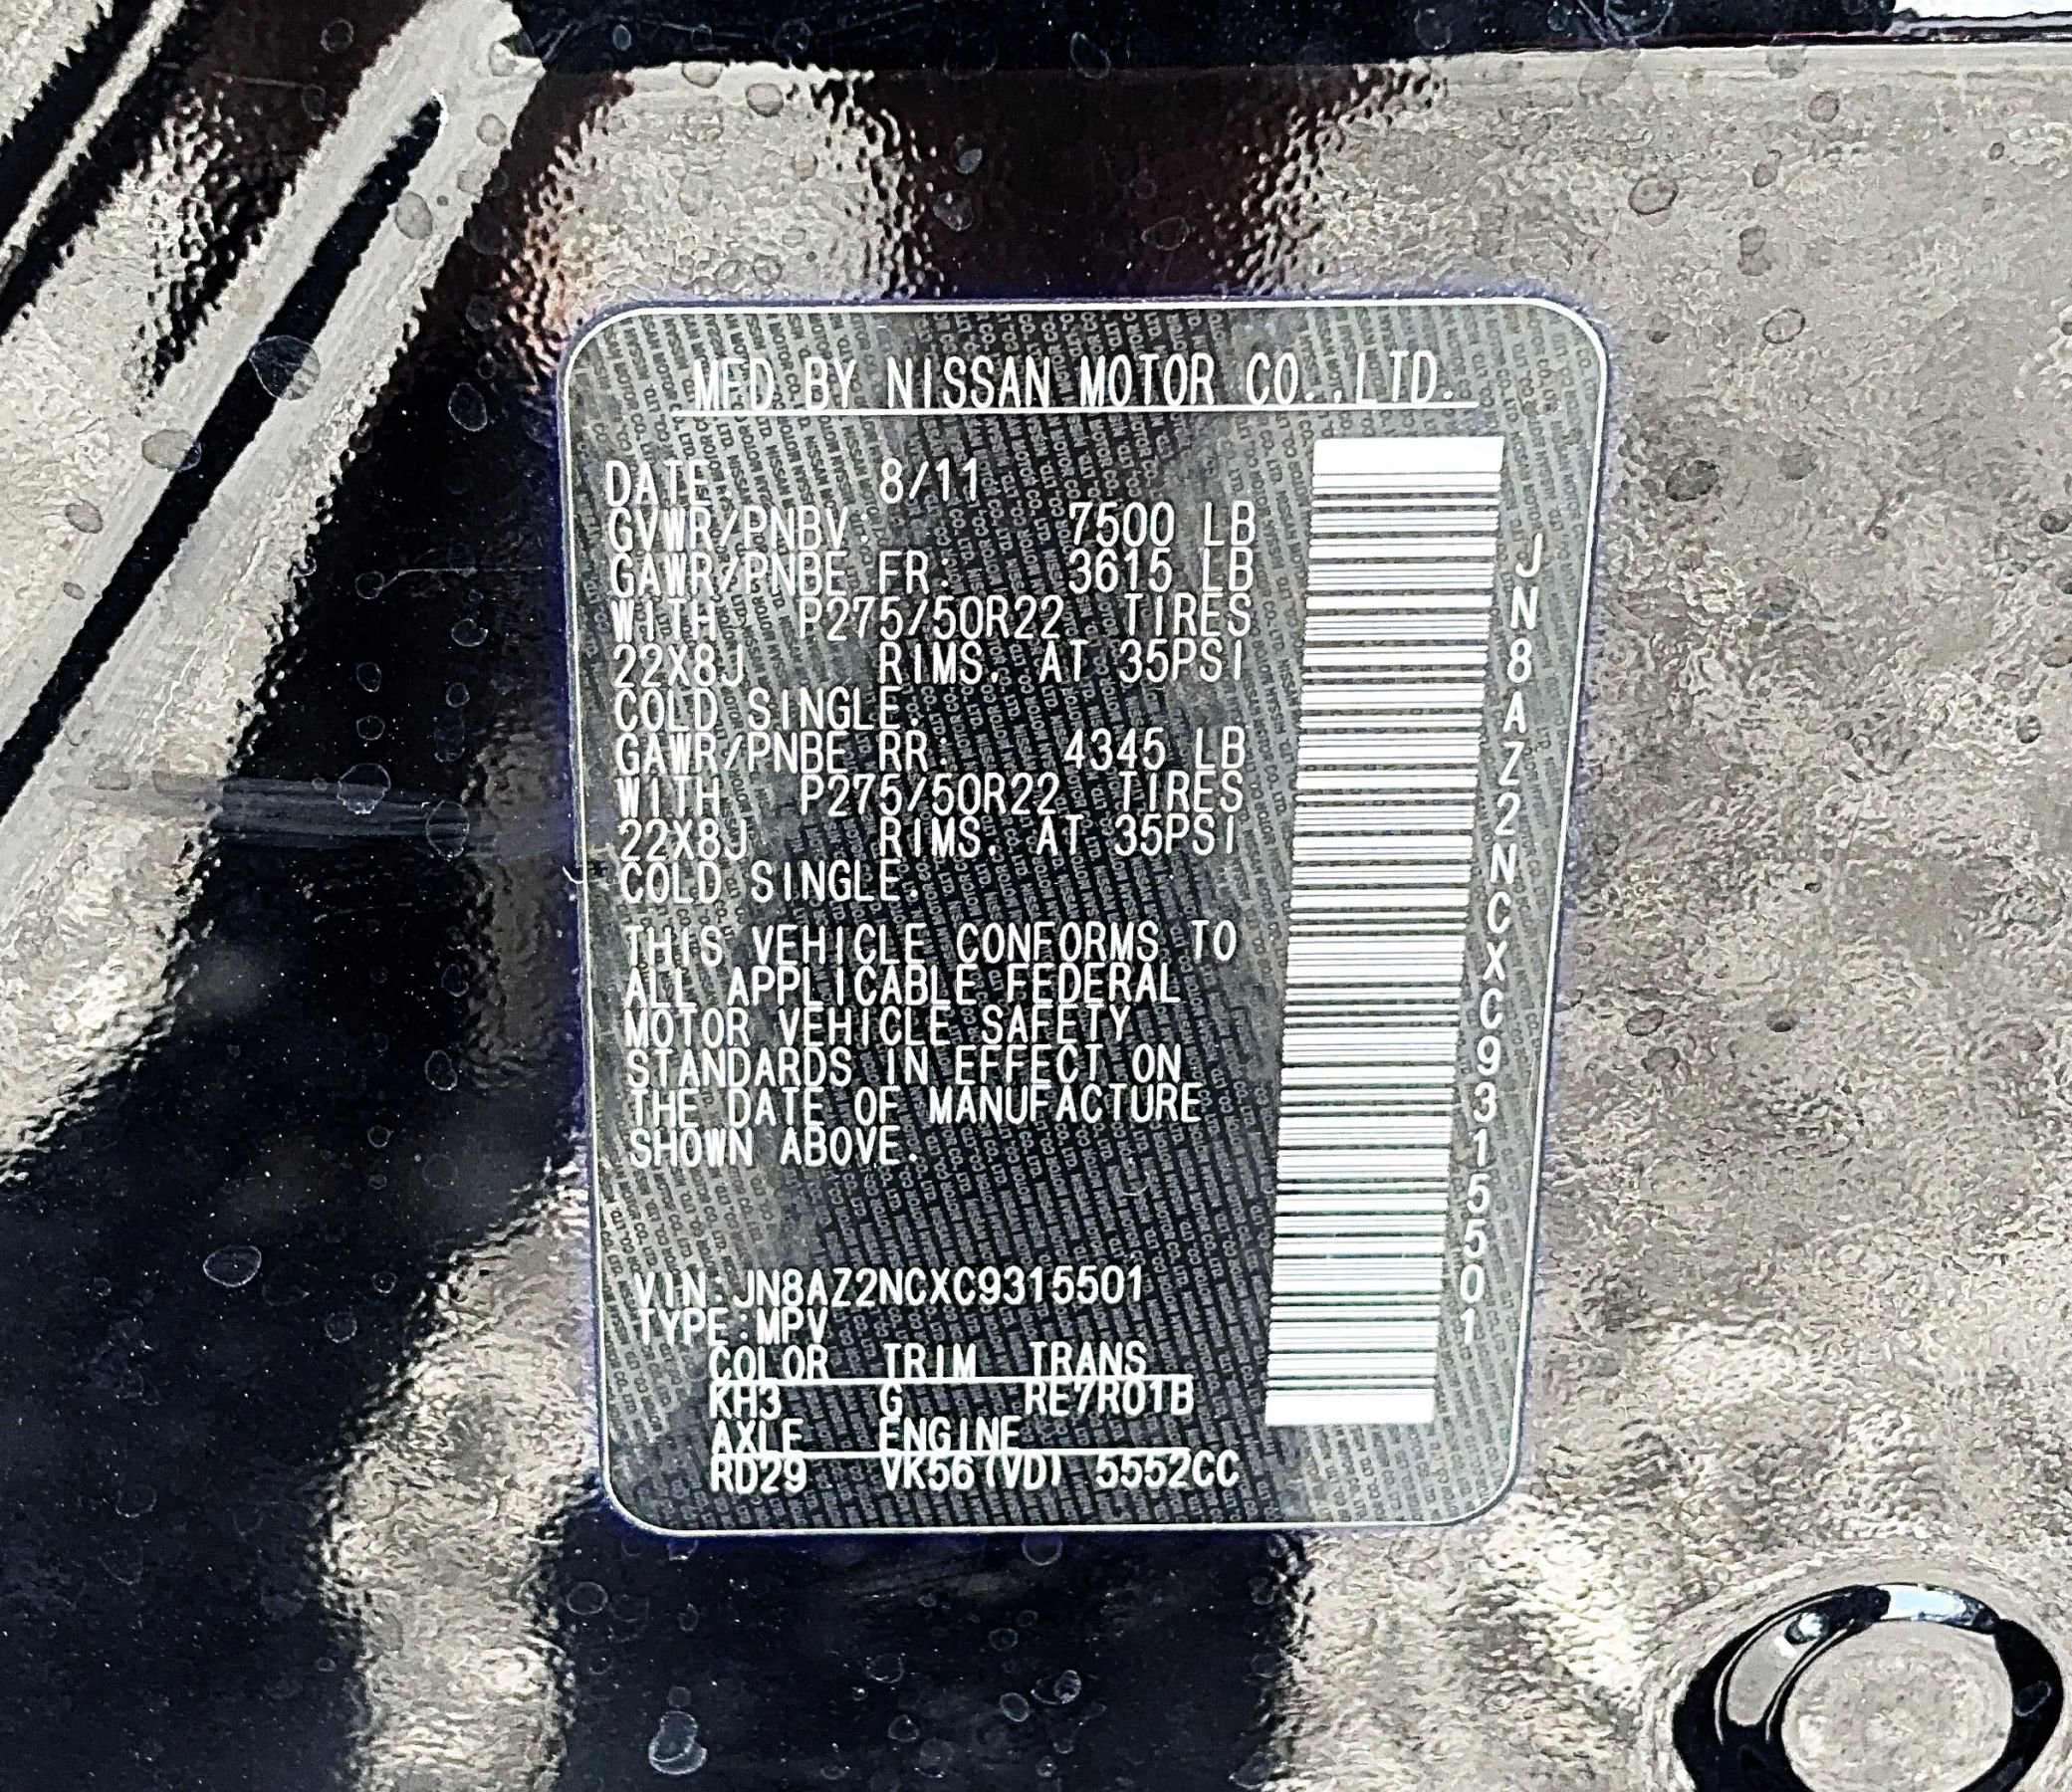 MFD BY NISSAN MOTOR CO.,LTD.
DATE: 8/11
GVWR/PNBV: 7500 LB
GAWR/PNBE FR: 3615 LB
WITH P275/50R22 TIRES
22X8J RIMS. AT 35PSI
COLD SINGLE.
GAWR/PNBE RR: 4345 LB
WITH P275/50R22 TIRES
22X8J RIMS. AT 35PSI
COLD SINGLE.
THIS VEHICLE CONFORMS TO
ALL APPLICABLE FEDERAL
MOTOR VEHICLE SAFETY
STANDARDS IN EFFECT ON
THE DATE OF MANUFACTURE
SHOWN ABOVE.
VIN:JN8AZ2NCXC9315501
TYPE:MPV
COLOR TRIM TRANS
KH3 G RE7R01B
AXLE ENGINE
RD29 VK56(VD) 5552CC
JN8AZ2NCXC9315501